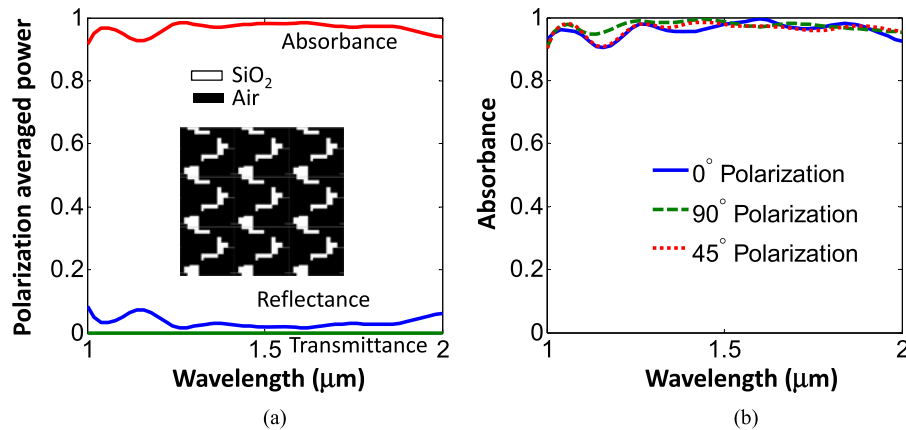 Polarization averaged power
1
0.8
0.6
0.4
0.2
0
Absorbance
SiO₂
Air
Reflectance
Transmittance
1
1.5
2
Wavelength (μm)
(a)
Absorbance
1
0.8
0.6
0.4
0.2
0
0° Polarization
90° Polarization
45° Polarization
1
1.5
2
Wavelength (μm)
(b)